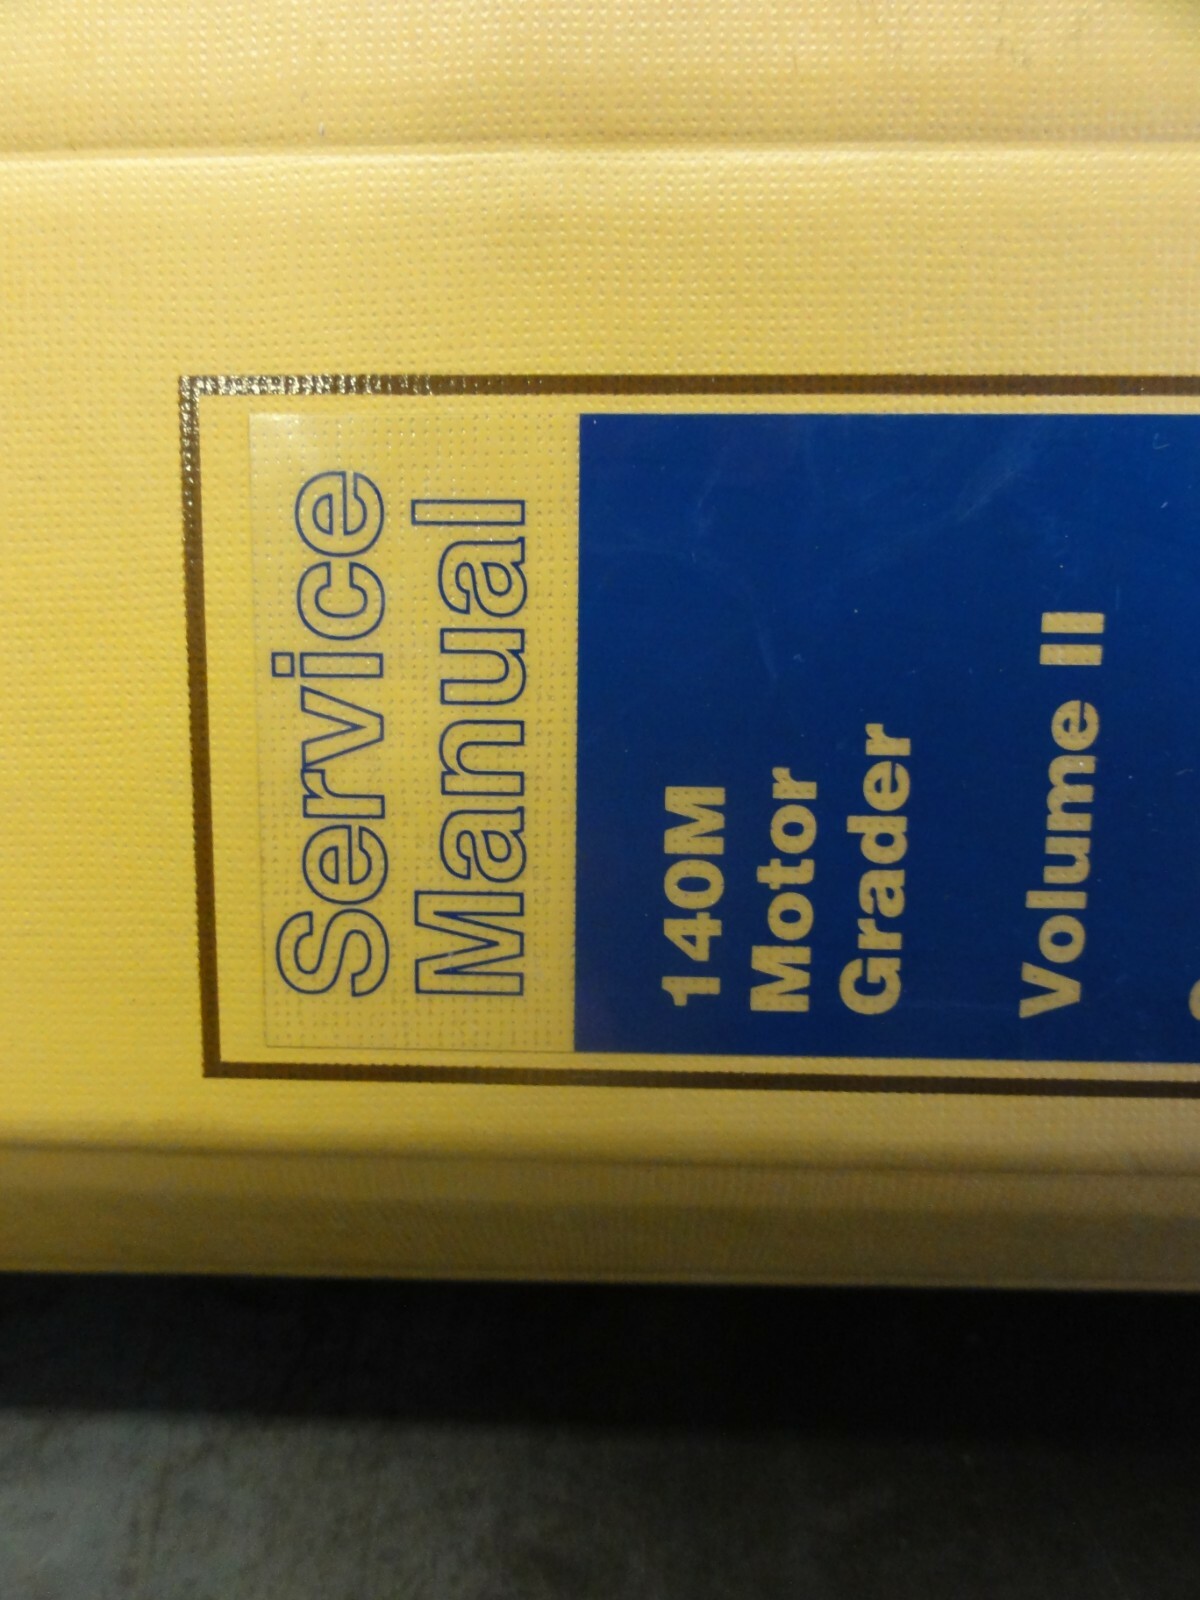 Service
Manual
140M
Motor
Grader
Volume II